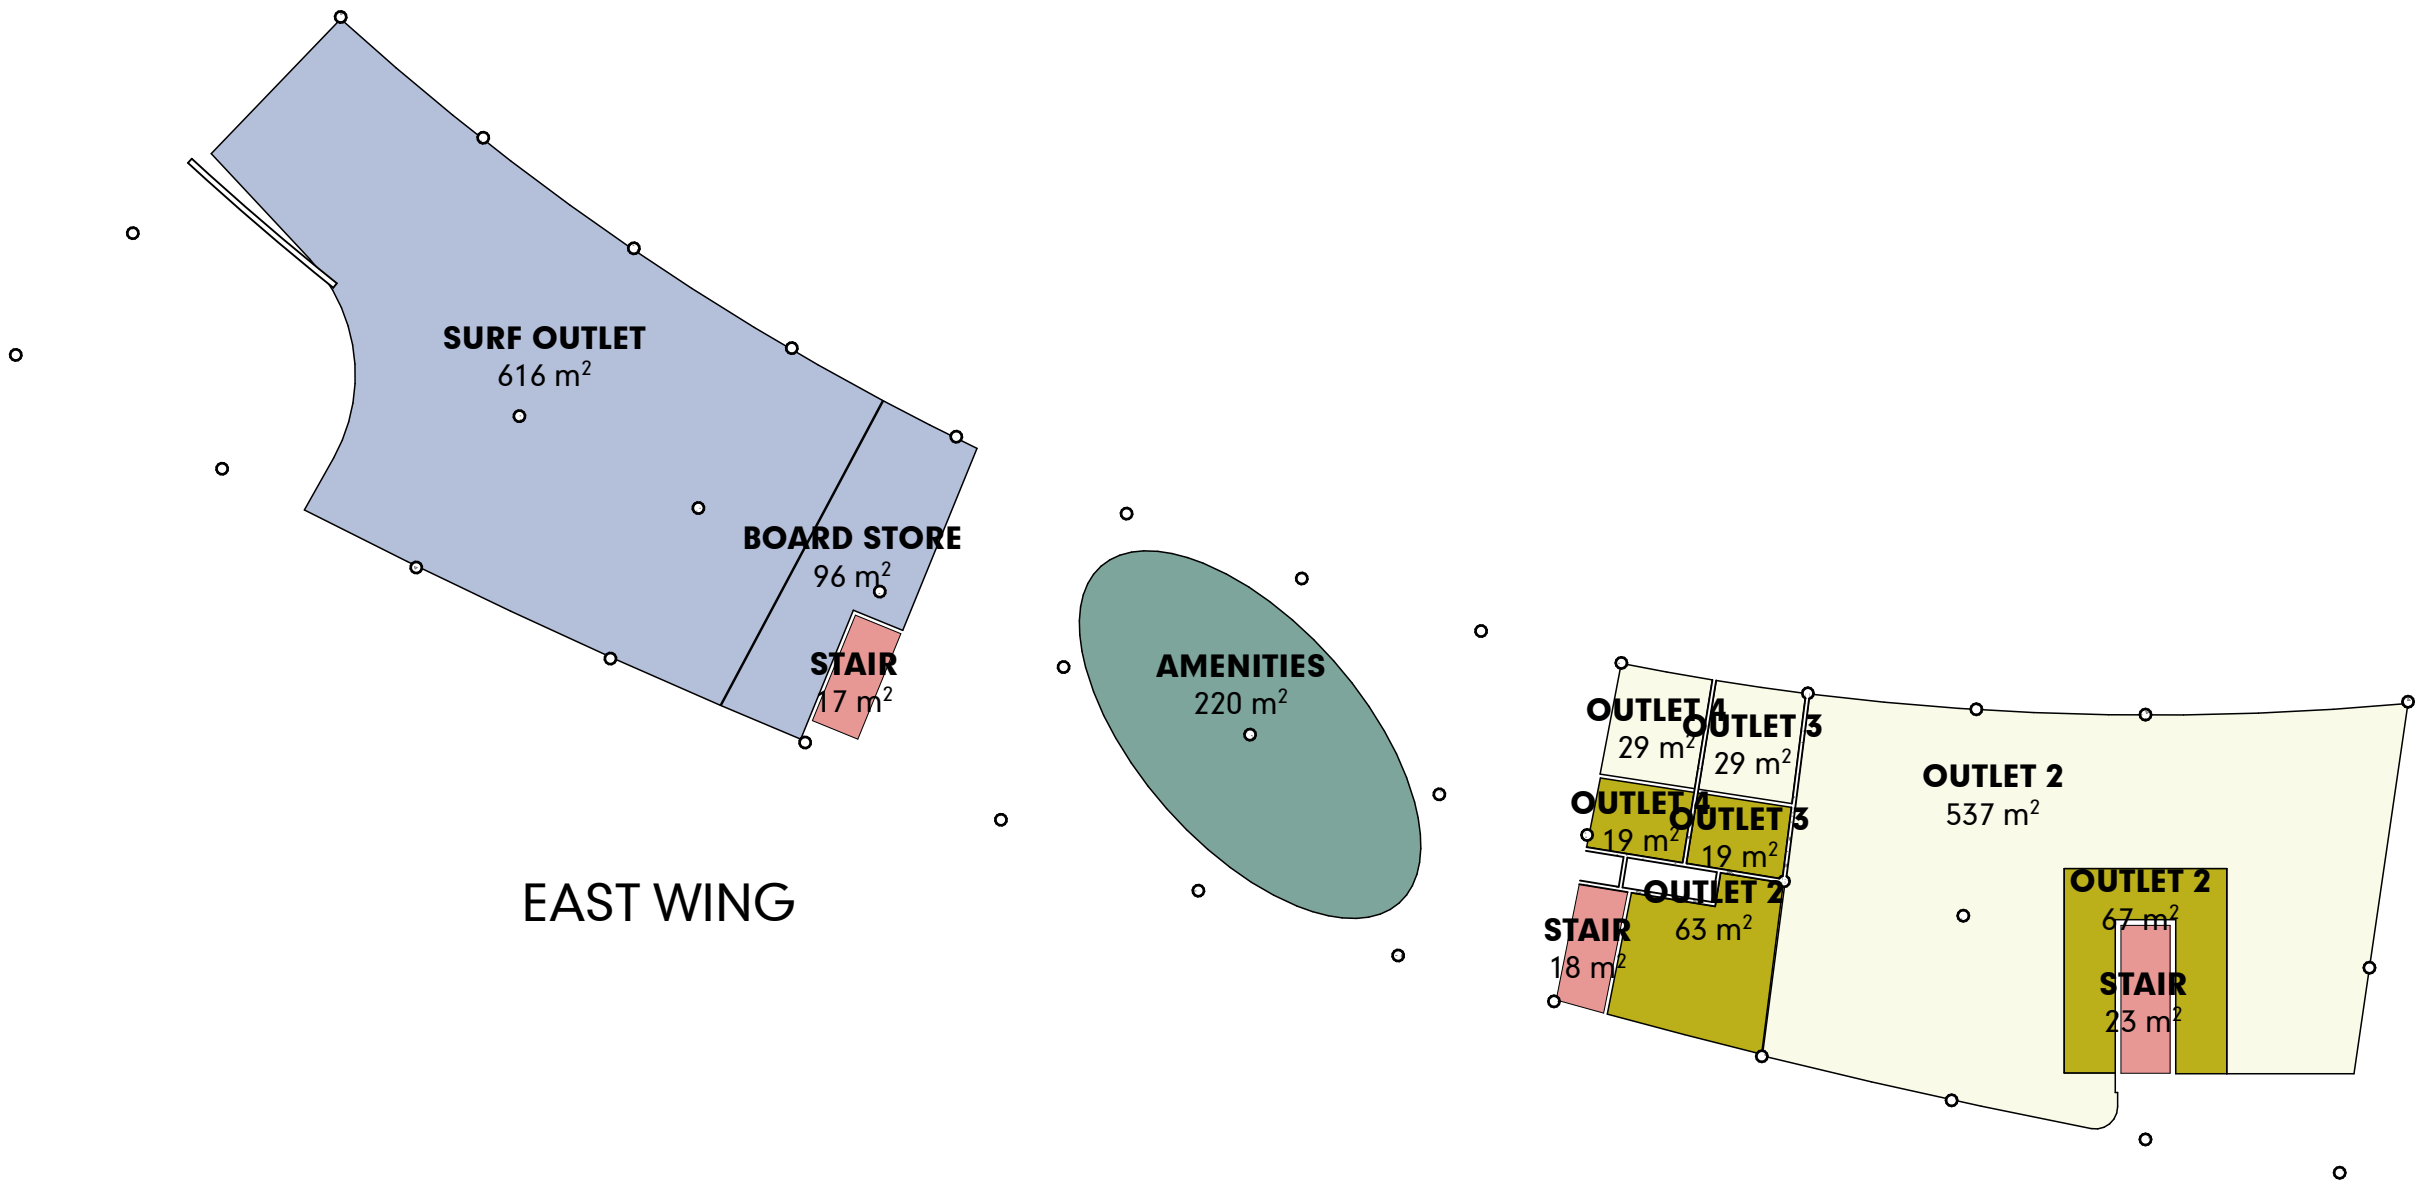 SURF OUTLET
616 m²
BOARD STORE
96 m²
STAIR
17 m²
AMENITIES
220 m²
EAST WING
OUTLET 4
29 m²
OUTLET 3
29 m²
OUTLET 4
19 m²
OUTLET 3
19 m²
OUTLET 2
63 m²
STAIR
18 m²
OUTLET 2
537 m²
OUTLET 2
67 m²
STAIR
23 m²